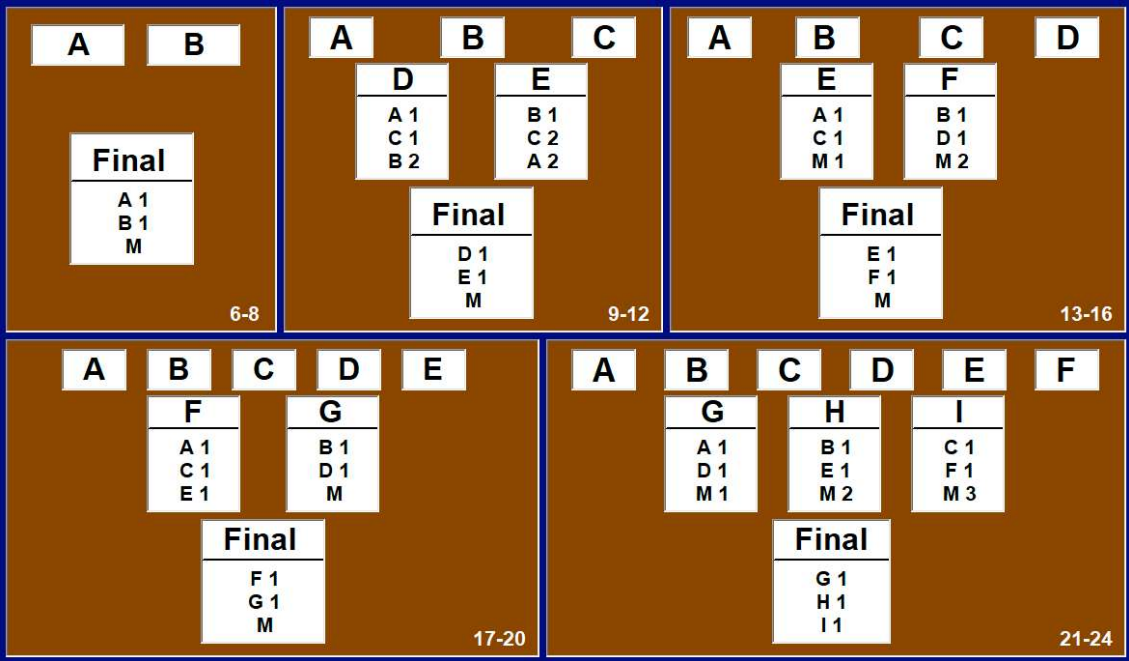 A B
Final
A 1
B 1
M
6-8
A B C
D
A 1
C 1
B 2
E
B 1
C 2
A 2
Final
D 1
E 1
M
9-12
A B C D
E
A 1
C 1
M 1
F
B 1
D 1
M 2
Final
E 1
F 1
M
13-16
A B C D E
F
A 1
C 1
E 1
G
B 1
D 1
M
Final
F 1
G 1
M
17-20
A B C D E F
G
A 1
D 1
M 1
H
B 1
E 1
M 2
I
C 1
F 1
M 3
Final
G 1
H 1
I 1
21-24